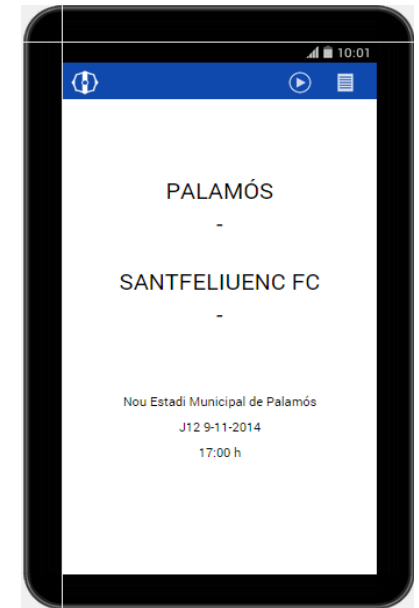 10:01
PALAMÓS
-
SANTFELIUENC FC
-
Nou Estadi Municipal de Palamós
J12 9-11-2014
17:00 h